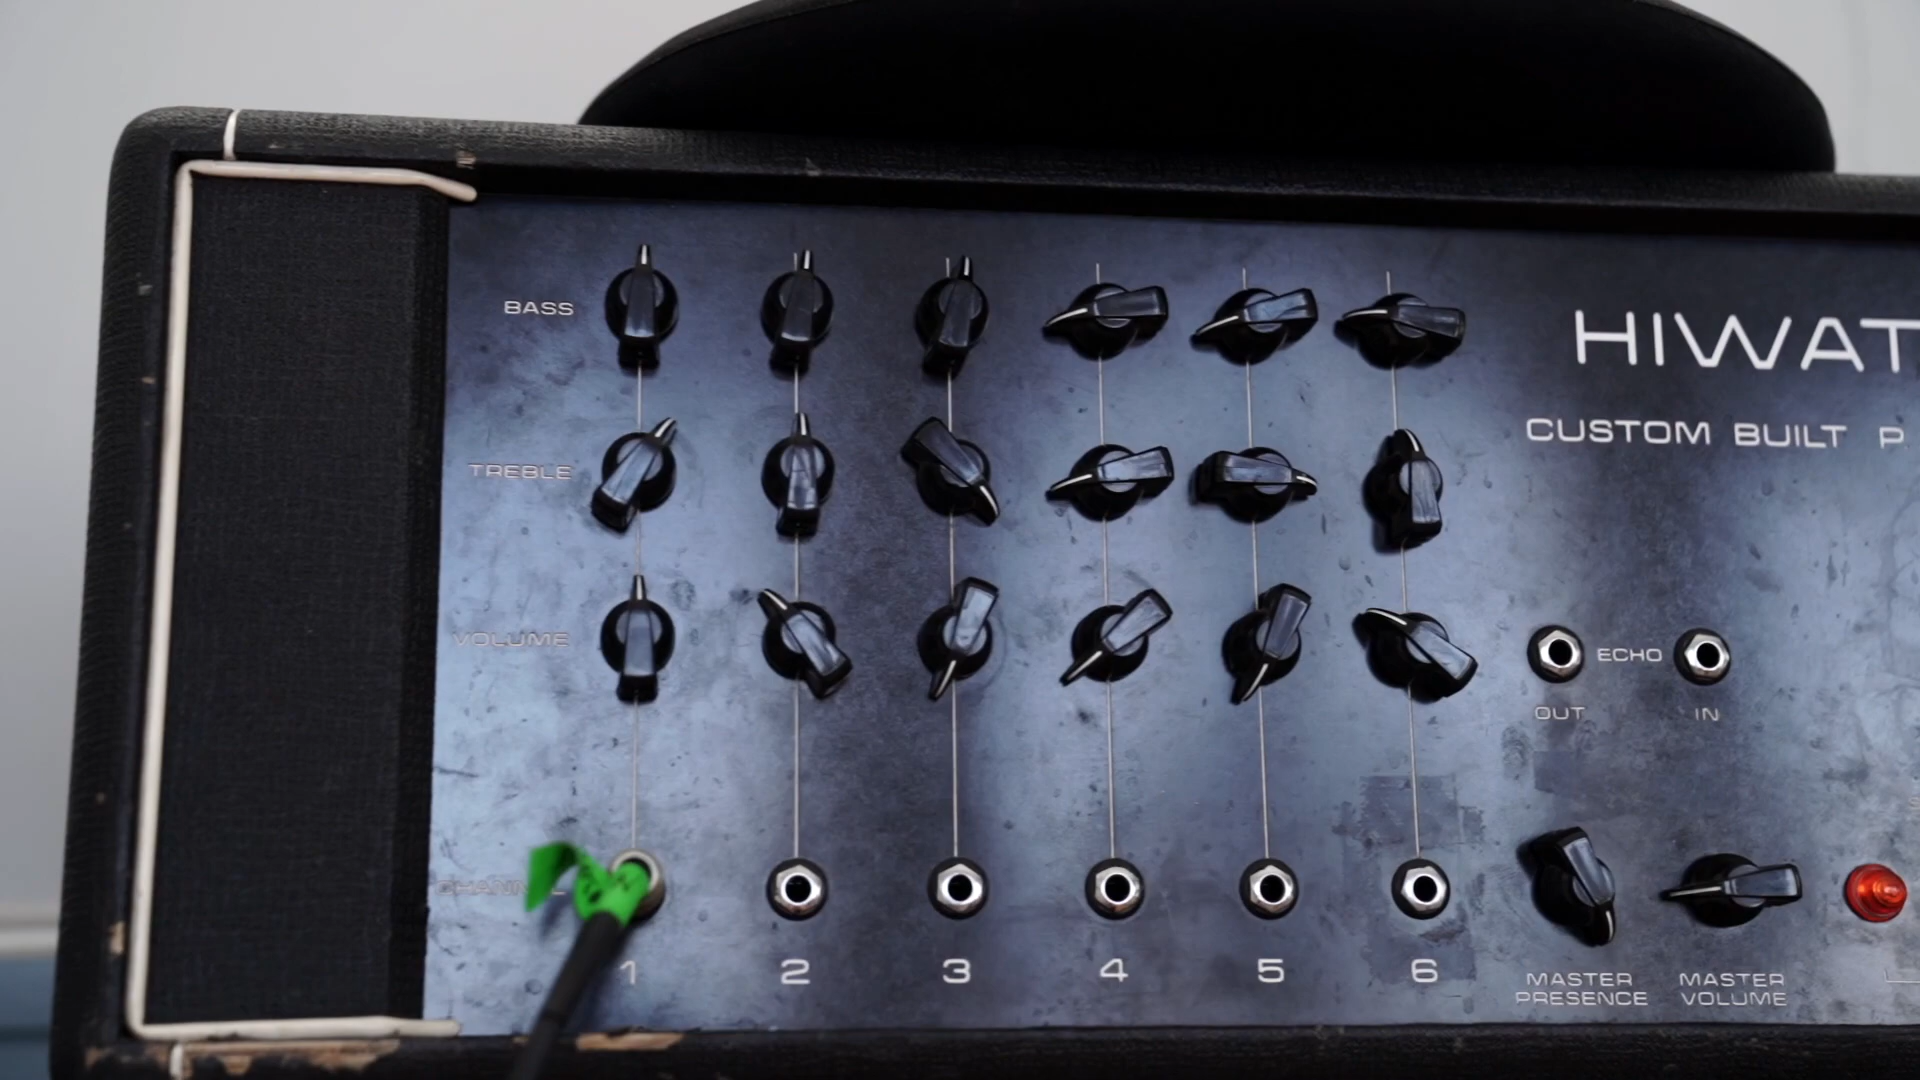 BASS
HIWAT
CUSTOM BUILT P
TREBLE
VOLUME
ECHO
OUT IN
CHANNEL
1 2 3 4 5 6
MASTER PRESENCE
MASTER VOLUME